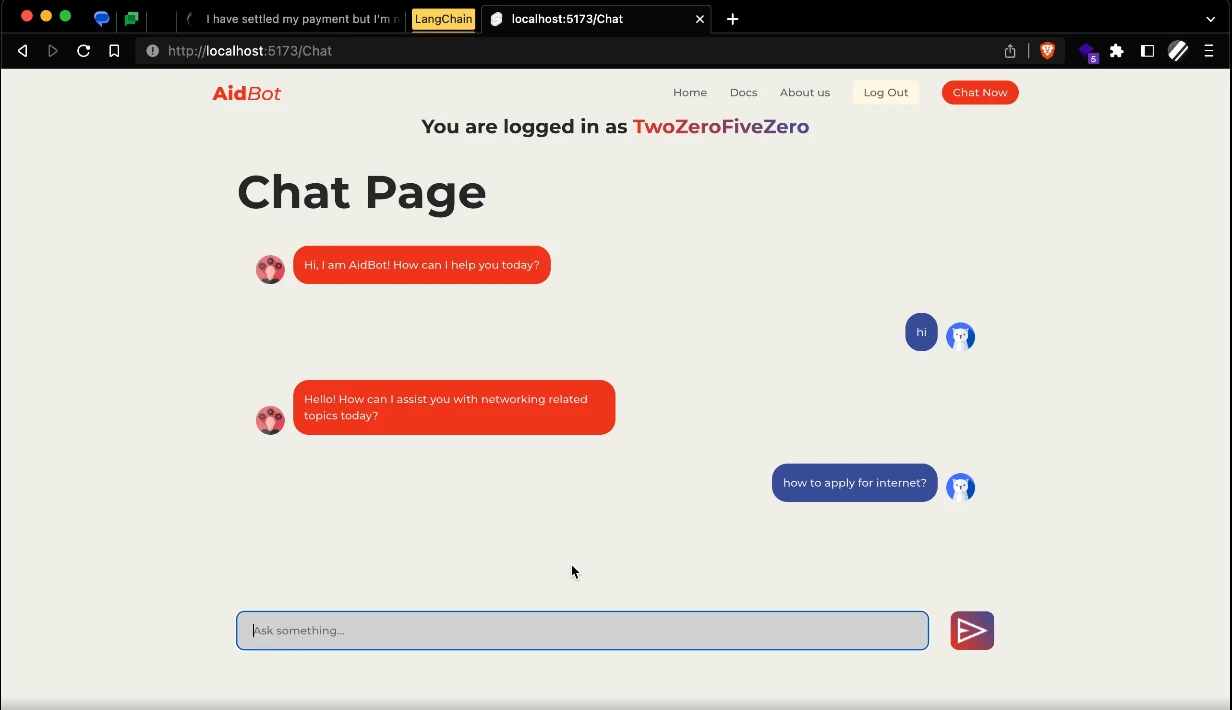 I have settled my payment but I'm n
LangChain
localhost:5173/Chat
http://localhost:5173/Chat
6
AidBot
Home
Docs
About us
Log Out
Chat Now
You are logged in as TwoZeroFiveZero
Chat Page
Hi, I am AidBot! How can I help you today?
hi
Hello! How can I assist you with networking related
topics today?
how to apply for internet?
Ask something...